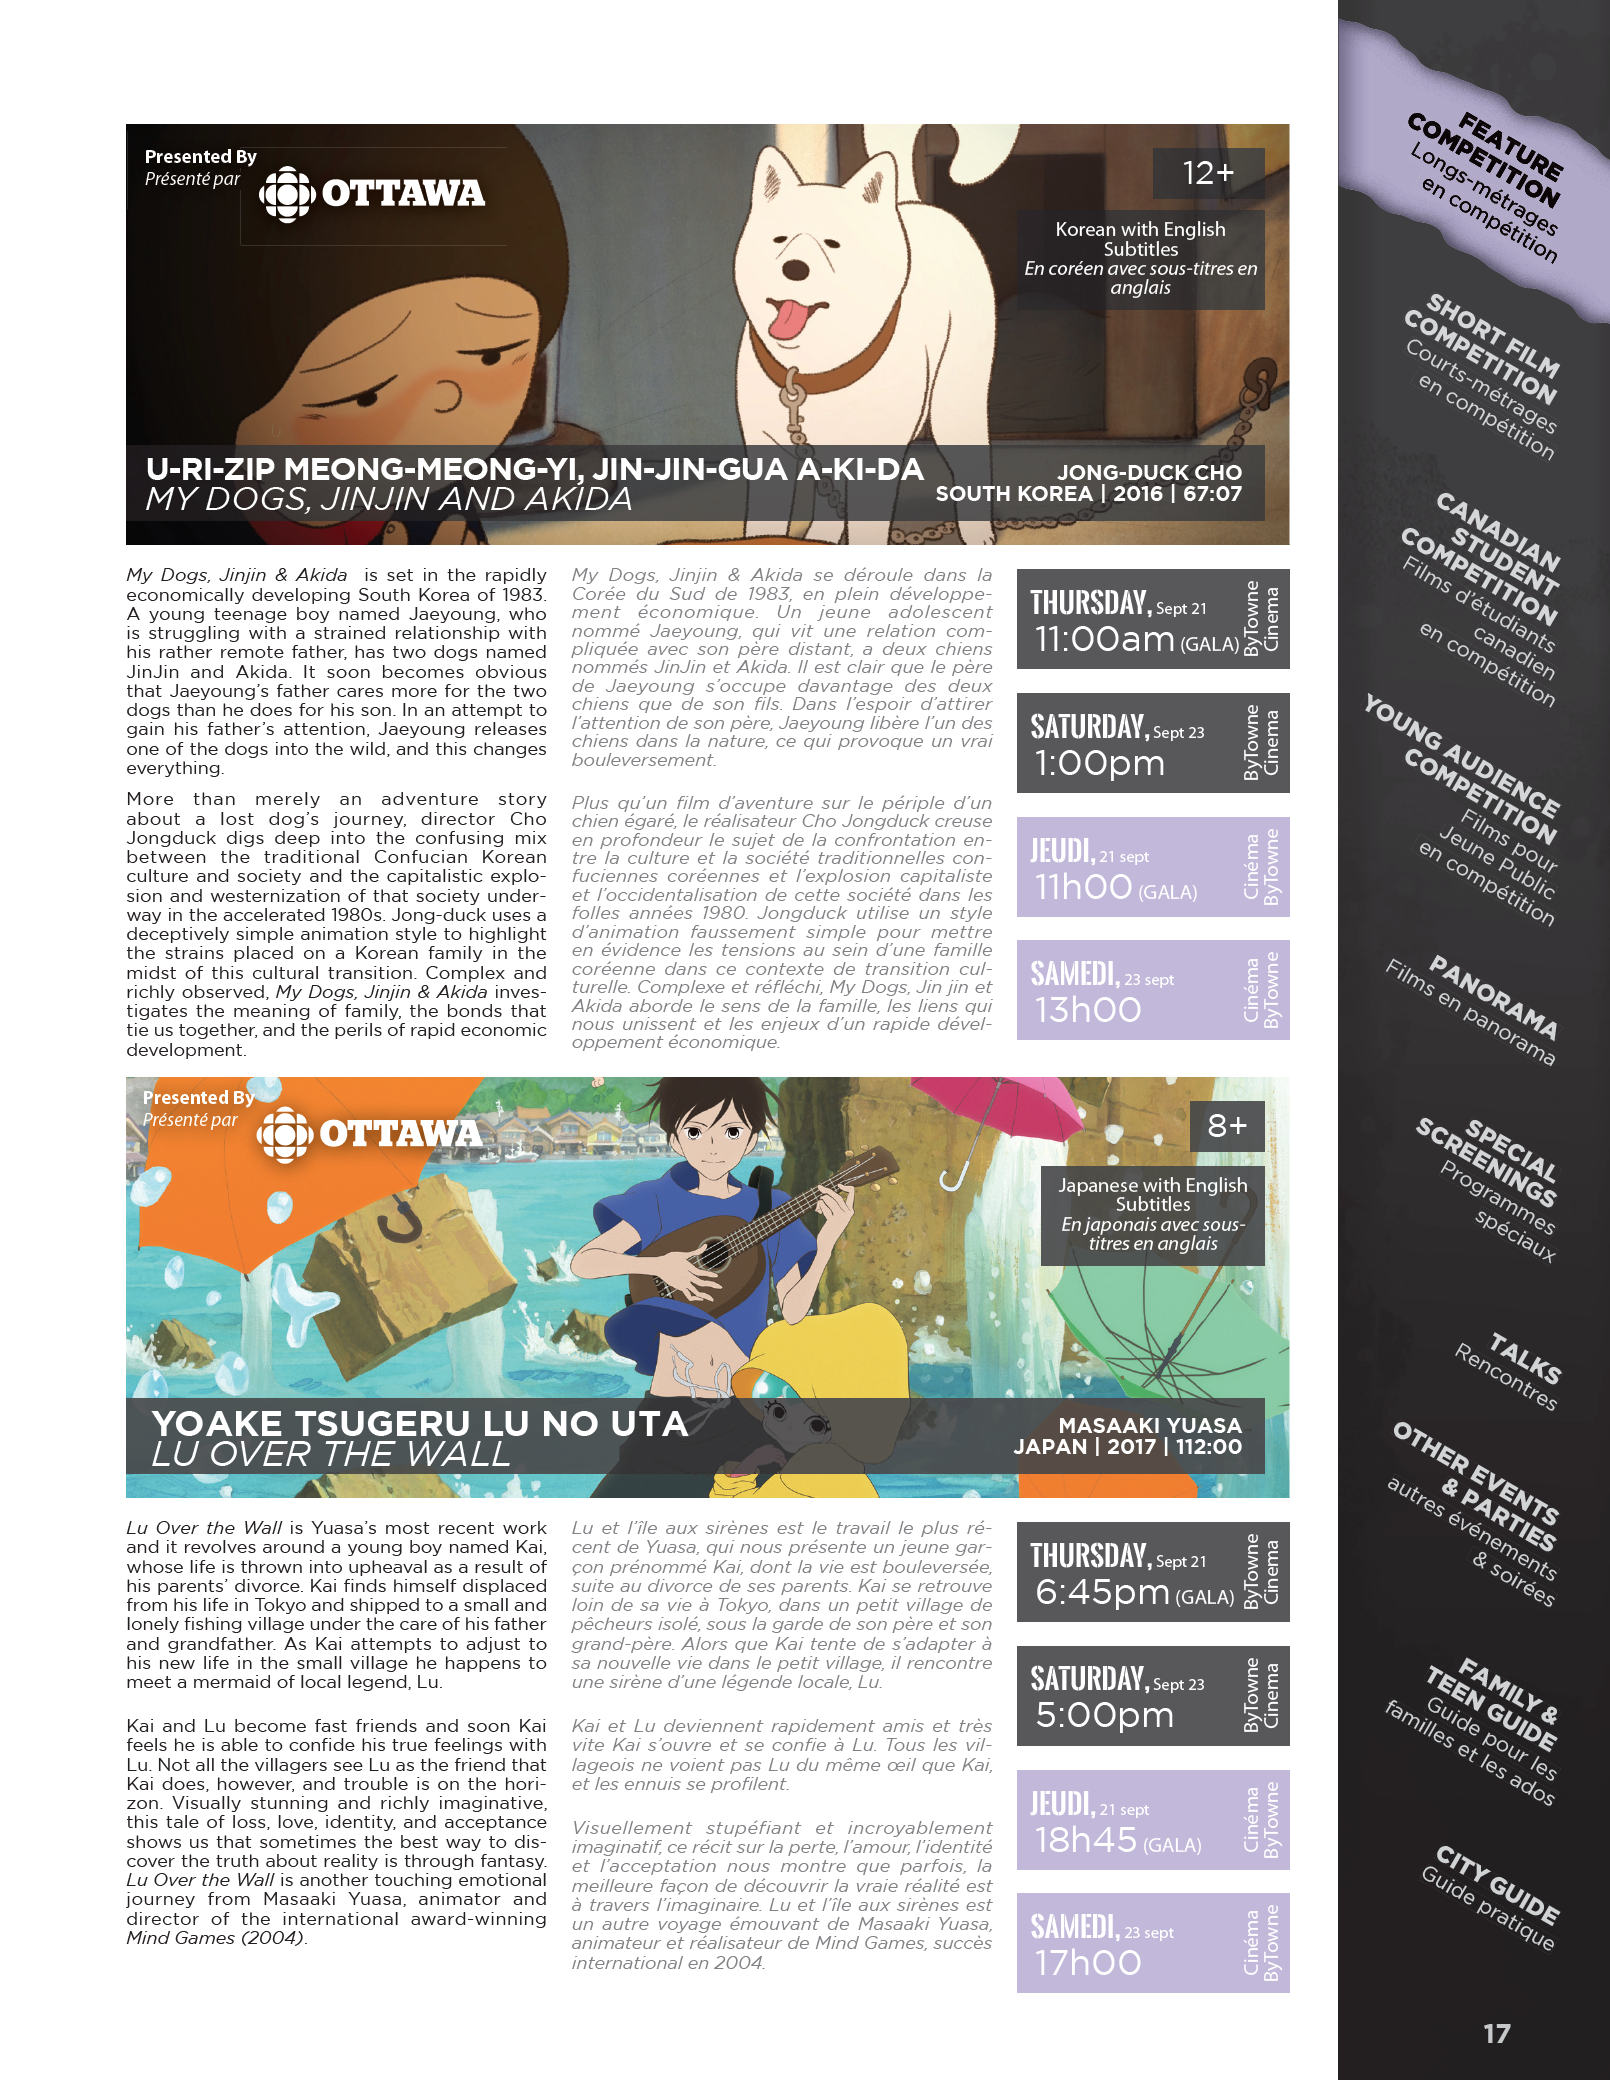 Presented By
Présenté par
OTTAWA
12+
Korean with English
Subtitles
En coréen avec sous-titres en
anglais
U-RI-ZIP MEONG-MEONG-YI, JIN-JIN-GUA A-KI-DA
MY DOGS, JINJIN AND AKIDA
JONG-DUCK CHO
SOUTH KOREA | 2016 | 67:07
My Dogs, Jinjin & Akida is set in the rapidly
economically developing South Korea of 1983.
A young teenage boy named Jaeyoung, who
is struggling with a strained relationship with
his rather remote father, has two dogs named
JinJin and Akida. It soon becomes obvious
that Jaeyoung's father cares more for the two
dogs than he does for his son. In an attempt to
gain his father's attention, Jaeyoung releases
one of the dogs into the wild, and this changes
everything.
More than merely an adventure story
about a lost dog's journey, director Cho
Jongduck digs deep into the confusing mix
between the traditional Confucian Korean
culture and society and the capitalistic explo-
sion and westernization of that society under-
way in the accelerated 1980s. Jong-duck uses a
deceptively simple animation style to highlight
the strains placed on a Korean family in the
midst of this cultural transition. Complex and
richly observed, My Dogs, Jinjin & Akida inves-
tigates the meaning of family, the bonds that
tie us together, and the perils of rapid economic
development.
My Dogs, Jinjin & Akida se déroule dans la
Corée du Sud de 1983, en plein développe-
ment économique. Un jeune adolescent
nommé Jaeyoung, qui vit une relation com-
pliquée avec son père distant, a deux chiens
nommés JinJin et Akida. Il est clair que le père
de Jaeyoung s'occupe davantage des deux
chiens que de son fils. Dans l'espoir d'attirer
l'attention de son père, Jaeyoung libère l'un des
chiens dans la nature, ce qui provoque un vrai
bouleversement.
Plus qu'un film d'aventure sur le périple d'un
chien égaré, le réalisateur Cho Jongduck creuse
en profondeur le sujet de la confrontation en-
tre la culture et la société traditionnelles con-
fuciennes coréennes et l'explosion capitaliste
et l'occidentalisation de cette société dans les
folles années 1980. Jongduck utilise un style
d'animation faussement simple pour mettre
en évidence les tensions au sein d'une famille
coréenne dans ce contexte de transition cul-
turelle. Complexe et réfléchi, My Dogs, Jin jin et
Akida aborde le sens de la famille, les liens qui
nous unissent et les enjeux d'un rapide dével-
oppement économique.
THURSDAY, Sept 21
11:00am (GALA)
ByTowne
Cinema
SATURDAY, Sept 23
1:00pm
ByTowne
Cinema
JEUDI, 21 sept
11h00 (GALA)
Cinéma
ByTowne
SAMEDI, 23 sept
13h00
Cinéma
ByTowne
Presented By
Présenté par
OTTAWA
8+
Japanese with English
Subtitles
En japonais avec sous-
titres en anglais
YOAKE TSUGERU LU NO UTA
LU OVER THE WALL
MASAAKI YUASA
JAPAN | 2017 | 112:00
Lu Over the Wall is Yuasa's most recent work
and it revolves around a young boy named Kai,
whose life is thrown into upheaval as a result of
his parents' divorce. Kai finds himself displaced
from his life in Tokyo and shipped to a small and
lonely fishing village under the care of his father
and grandfather. As Kai attempts to adjust to
his new life in the small village he happens to
meet a mermaid of local legend, Lu.
Kai and Lu become fast friends and soon Kai
feels he is able to confide his true feelings with
Lu. Not all the villagers see Lu as the friend that
Kai does, however, and trouble is on the hori-
zon. Visually stunning and richly imaginative,
this tale of loss, love, identity, and acceptance
shows us that sometimes the best way to dis-
cover the truth about reality is through fantasy.
Lu Over the Wall is another touching emotional
journey from Masaaki Yuasa, animator and
director of the international award-winning
Mind Games (2004).
Lu et l'île aux sirènes est le travail le plus ré-
cent de Yuasa, qui nous présente un jeune gar-
çon prénommé Kai, dont la vie est bouleversée,
suite au divorce de ses parents. Kai se retrouve
loin de sa vie à Tokyo, dans un petit village de
pêcheurs isolé, sous la garde de son père et son
grand-père. Alors que Kai tente de s'adapter à
sa nouvelle vie dans le petit village, il rencontre
une sirène d'une légende locale, Lu.
Kai et Lu deviennent rapidement amis et très
vite Kai s'ouvre et se confie à Lu. Tous les vil-
lageois ne voient pas Lu du même œil que Kai,
et les ennuis se profilent.
Visuellement stupéfiant et incroyablement
imaginatif, ce récit sur la perte, l'amour, l'identité
et l'acceptation nous montre que parfois, la
meilleure façon de découvrir la vraie réalité est
à travers l'imaginaire. Lu et l'île aux sirènes est
un autre voyage émouvant de Masaaki Yuasa,
animateur et réalisateur de Mind Games, succès
international en 2004.
THURSDAY, Sept 21
6:45pm (GALA)
ByTowne
Cinema
SATURDAY, Sept 23
5:00pm
ByTowne
Cinema
JEUDI, 21 sept
18h45 (GALA)
Cinéma
ByTowne
SAMEDI, 23 sept
17h00
Cinéma
ByTowne
FEATURE
COMPETITION
Longs-métrages
en compétition
SHORT FILM
COMPETITION
Courts-métrages
en compétition
CANADIAN
STUDENT
COMPETITION
Films d'étudiants
canadien
en compétition
YOUNG AUDIENCE
COMPETITION
Films pour
Jeune Public
en compétition
PANORAMA
Films en panorama
SPECIAL
SCREENINGS
Programmes
spéciaux
TALKS
Rencontres
OTHER EVENTS
& PARTIES
autres événements
& soirées
FAMILY &
TEEN GUIDE
Guide pour les
familles et les ados
CITY GUIDE
Guide pratique
17